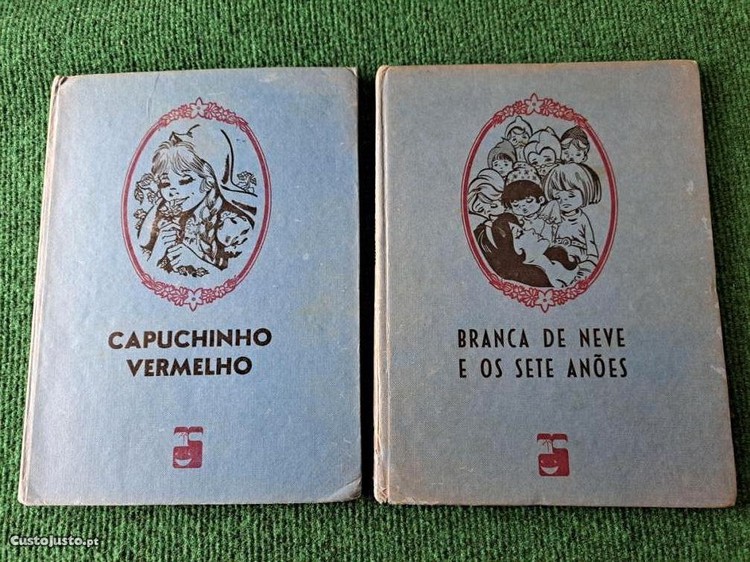 CAPUCHINHO
VERMELHO
BRANCA DE NEVE
E OS SETE ANÕES
CustoJusto.pt